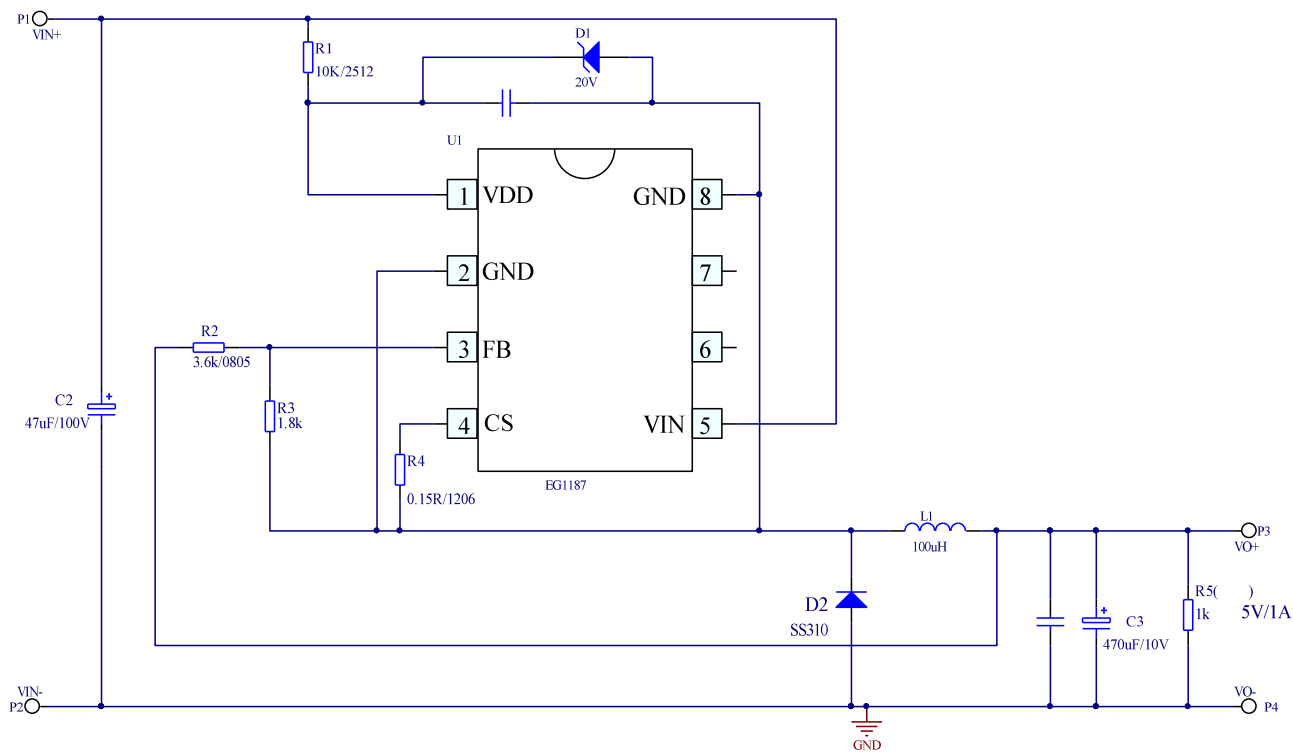 P1
VIN+
R1
10K/2512
D1
20V
U1
1 VDD
GND 8
2 GND
7
R2
3.6k/0805
3 FB
6
C2
47uF/100V
R3
1.8k
4 CS
VIN 5
R4
0.15R/1206
EG1187
L1
100uH
P3
VO+
D2
SS310
R5( )
1k
5V/1A
C3
470uF/10V
VIN-
P2
VO-
P4
GND